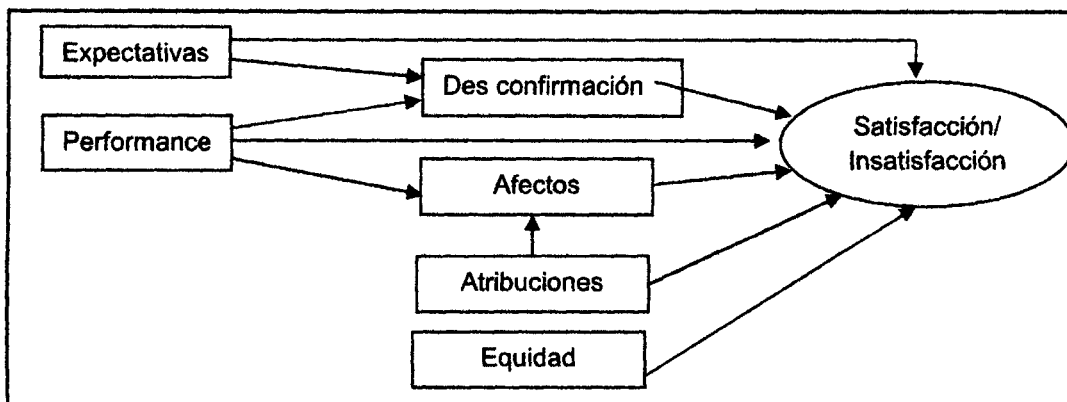 Expectativas
Des confirmación
Performance
Satisfacción/
Insatisfacción
Afectos
Atribuciones
Equidad